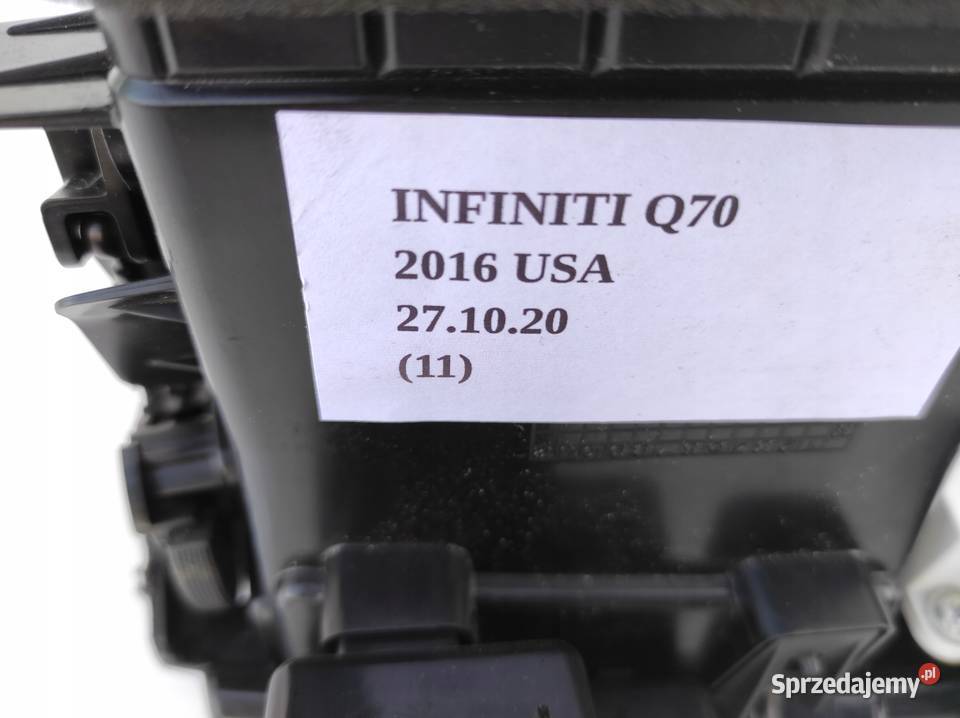 INFINITI Q70
2016 USA
27.10.20
(11)
Sprzedajemy.pl